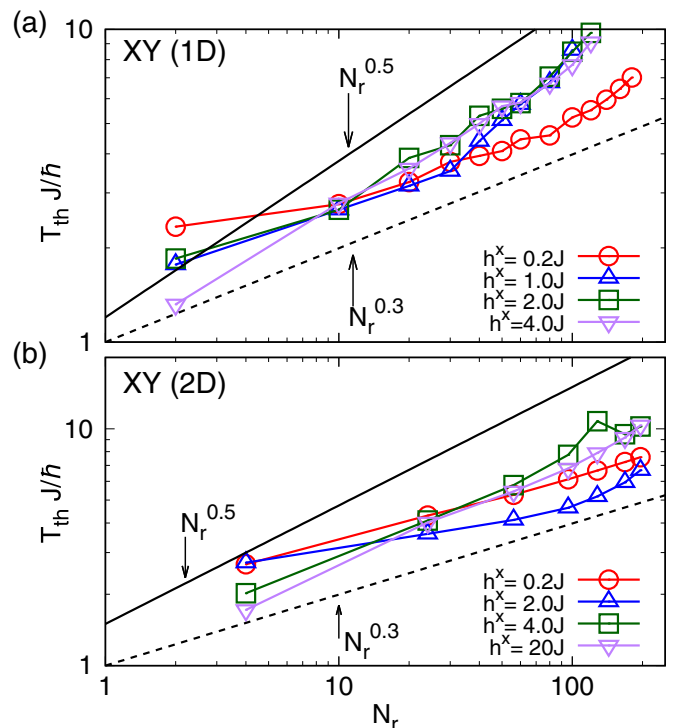 (a)
10
XY (1D)
N_r^0.5
T_th J/ħ
N_r^0.3
h^x= 0.2J
h^x= 1.0J
h^x= 2.0J
h^x=4.0J
1
(b)
XY (2D)
10
N_r^0.5
T_th J/ħ
N_r^0.3
h^x= 0.2J
h^x= 2.0J
h^x= 4.0J
h^x= 20J
1
1 10 100
N_r